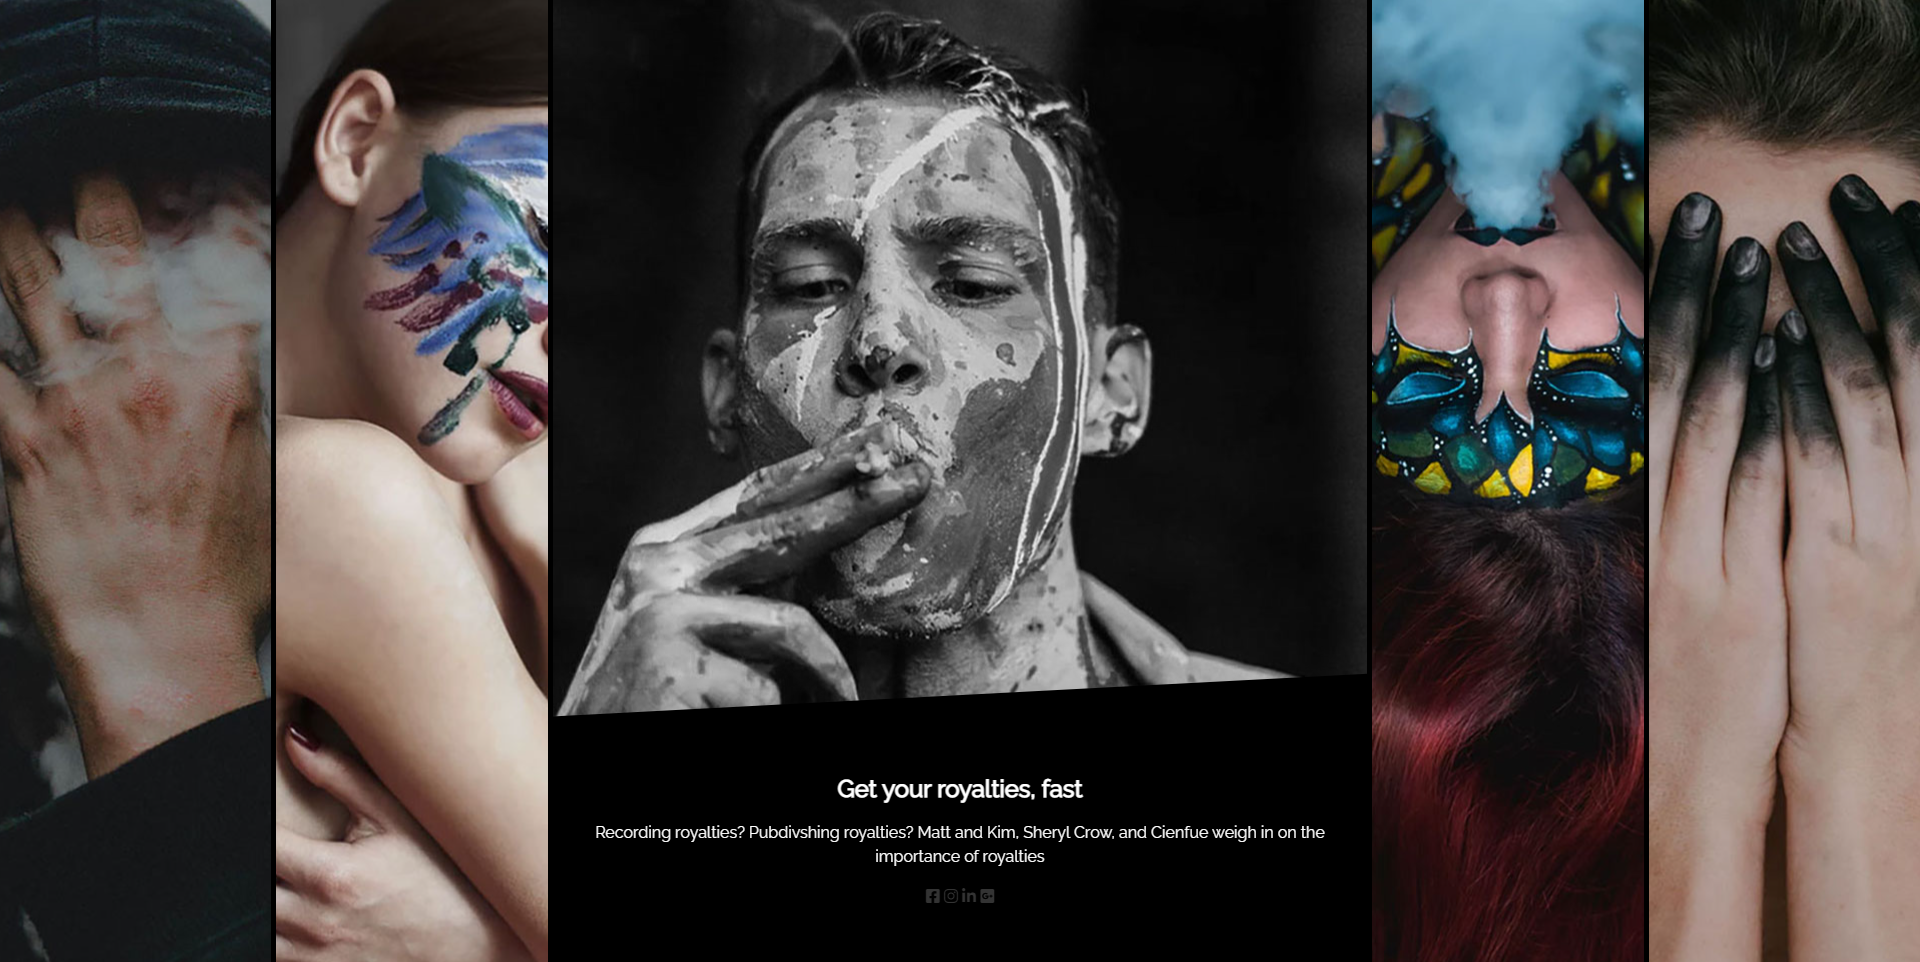 Get your royalties, fast
Recording royalties? Pubdivshing royalties? Matt and Kim, Sheryl Crow, and Cienfue weigh in on the
importance of royalties